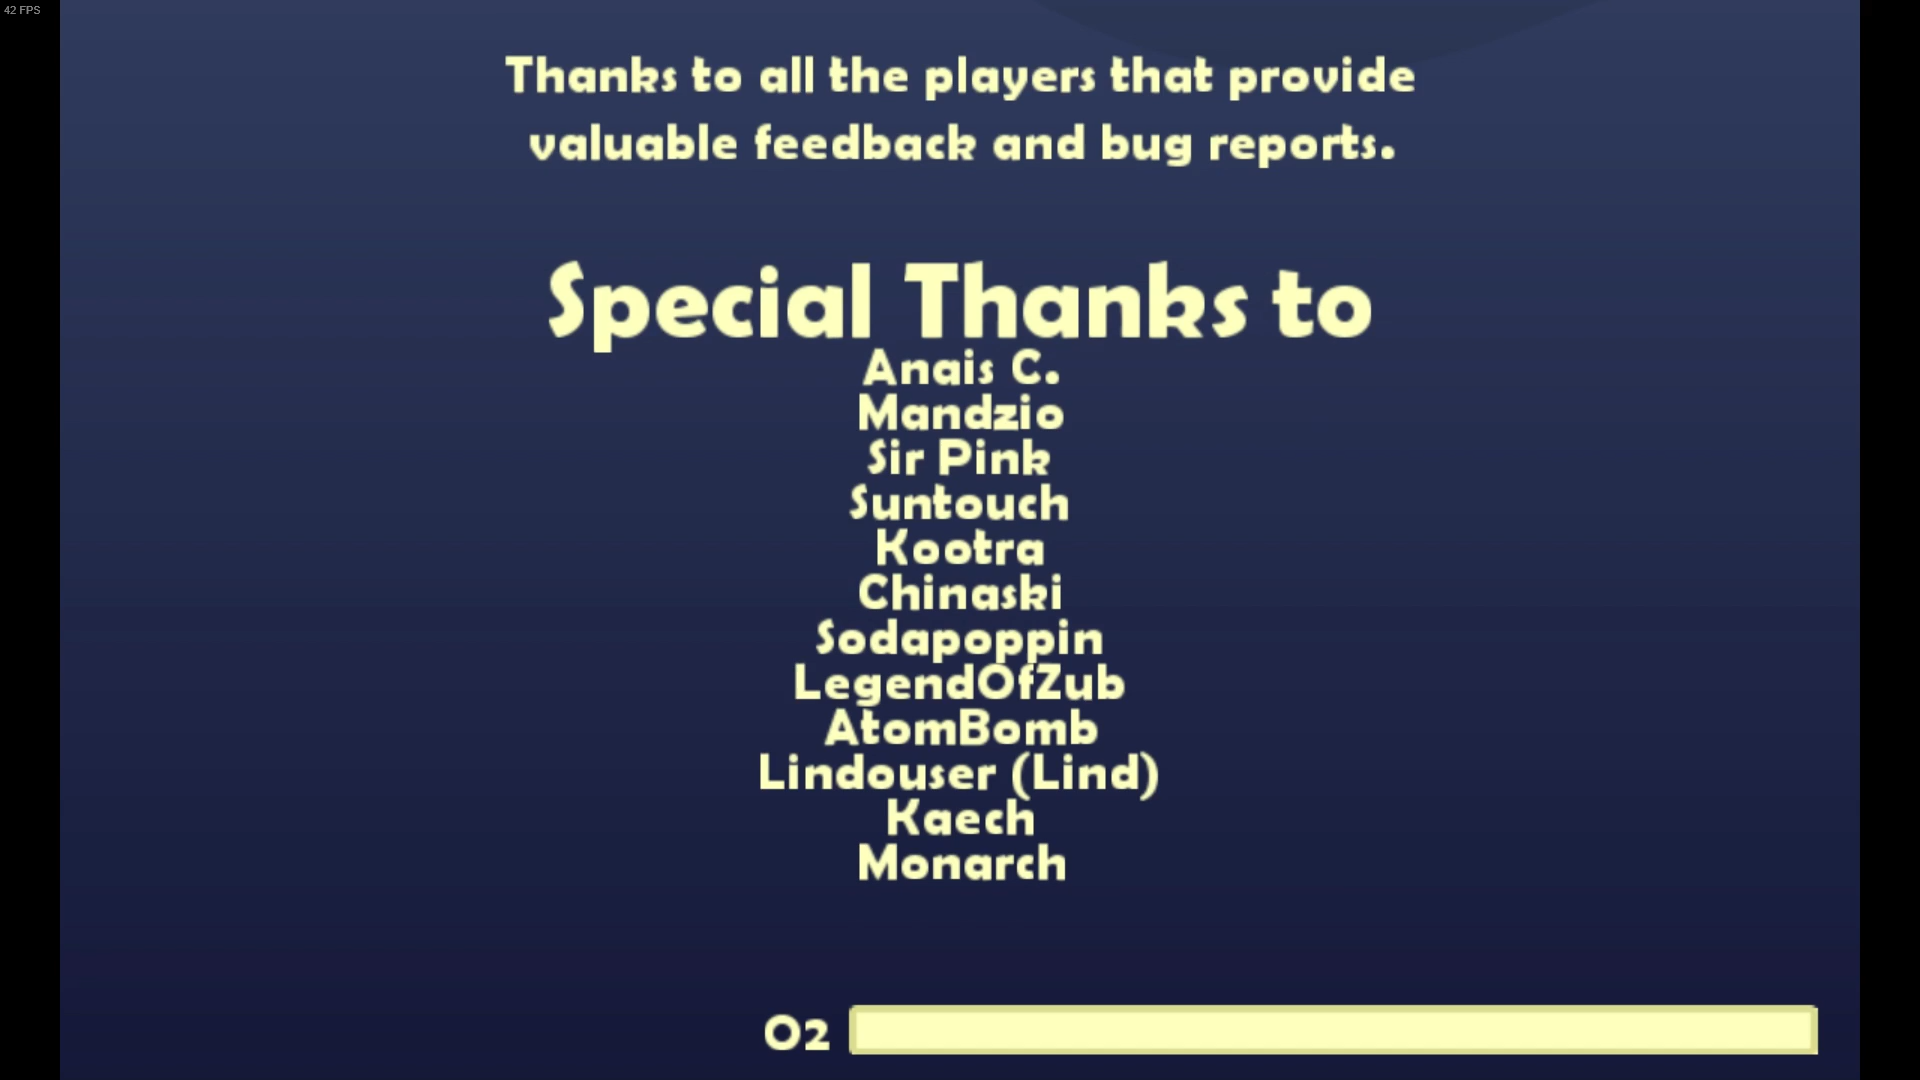 42 FPS
Thanks to all the players that provide
valuable feedback and bug reports.
Special Thanks to
Anais C.
Mandzio
Sir Pink
Suntouch
Kootra
Chinaski
Sodapoppin
LegendOfZub
AtomBomb
Lindouser (Lind)
Kaech
Monarch
O2